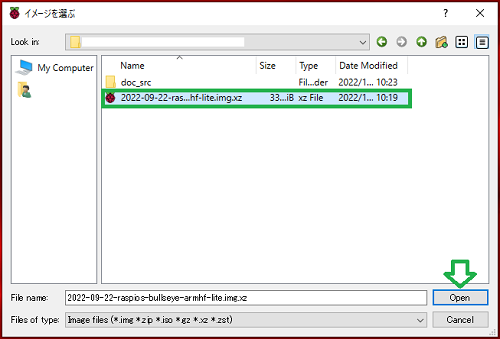 イメージを選ぶ ?
Look in:
My Computer
Name Size Type Date Modified
doc_src Fil...der 2022/1... 10:23
2022-09-22-ras...hf-lite.img.xz 33...iB xz File 2022/1... 10:19
File name: 2022-09-22-raspios-bullseye-armhf-lite.img.xz Open
Files of type: Image files (*.img *.zip *.iso *.gz *.xz *.zst) Cancel